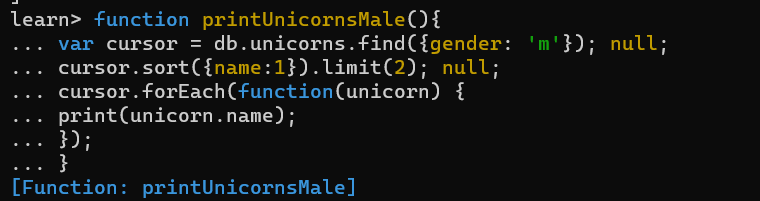 learn> function printUnicornsMale(){
... var cursor = db.unicorns.find({gender: 'm'}); null;
... cursor.sort({name:1}).limit(2); null;
... cursor.forEach(function(unicorn) {
... print(unicorn.name);
... });
... }
[Function: printUnicornsMale]